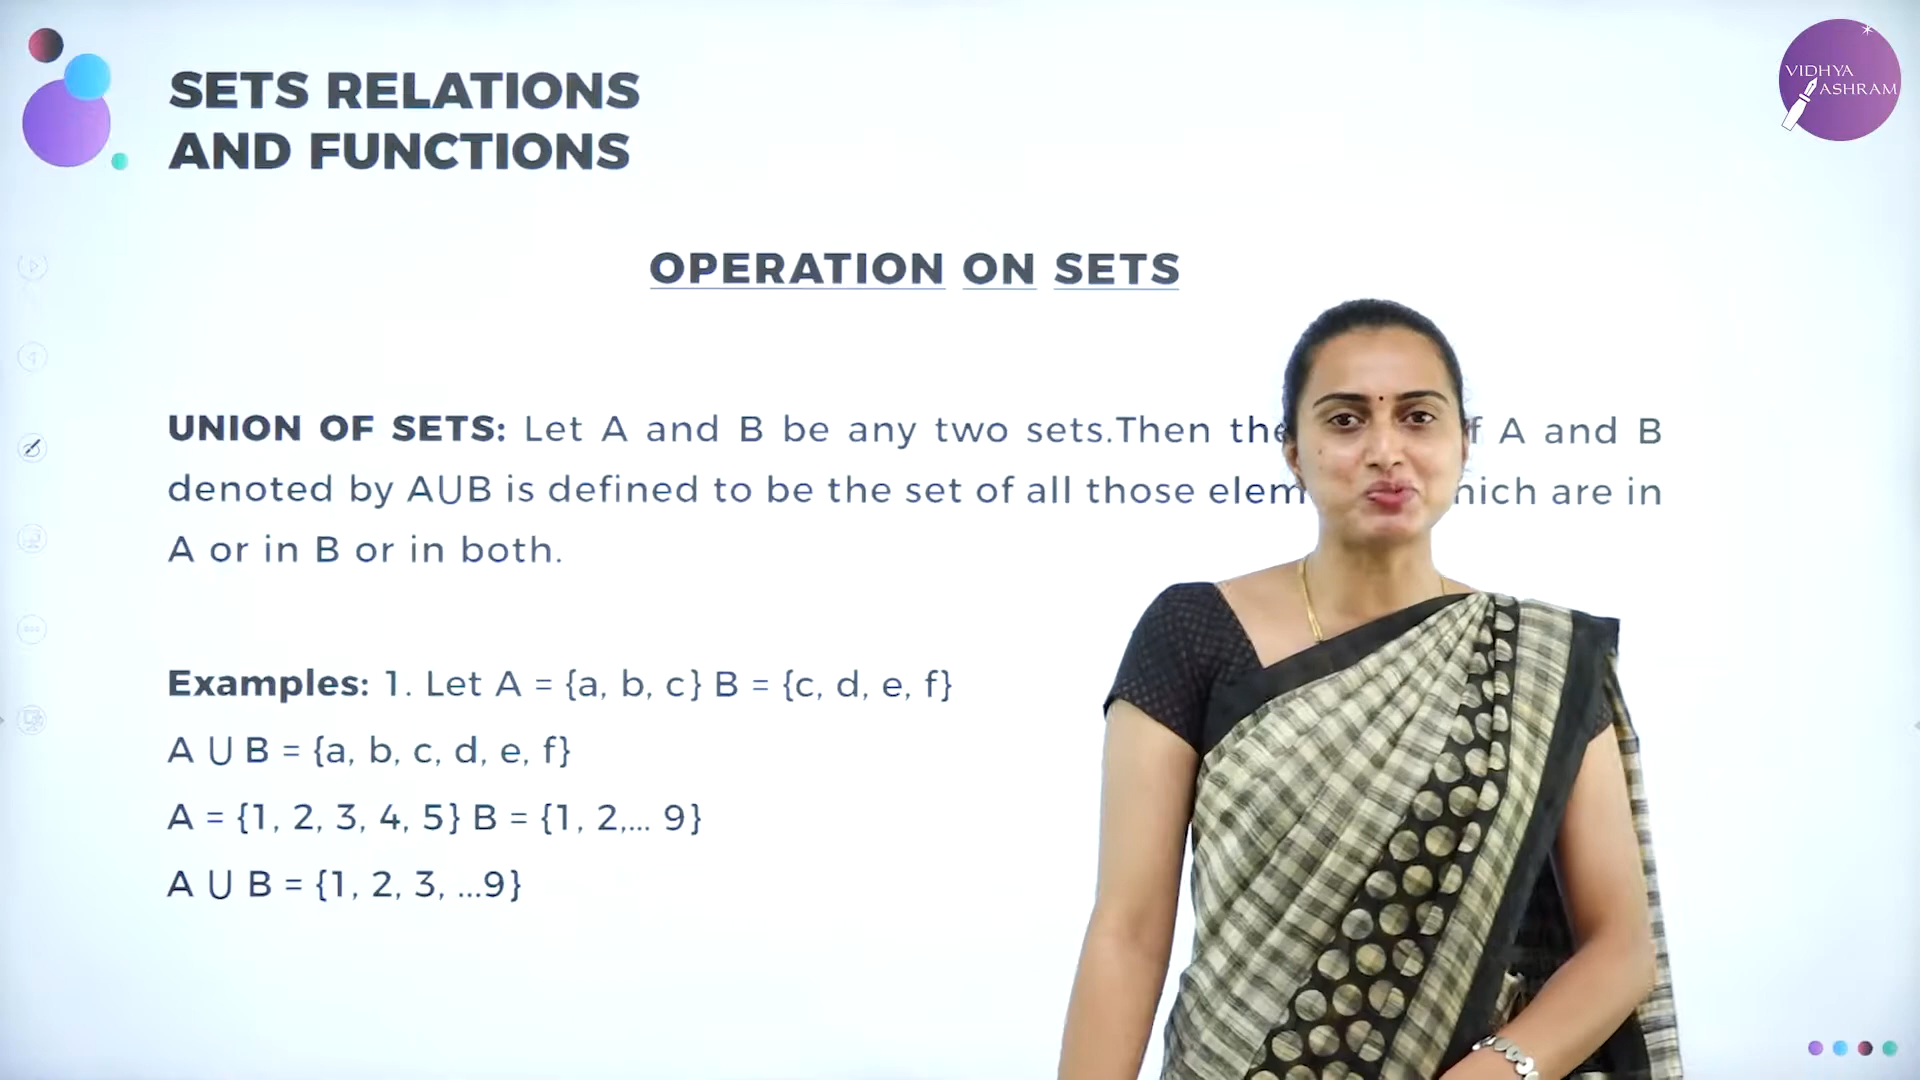 SETS RELATIONS
AND FUNCTIONS
VIDHYA
ASHRAM
OPERATION ON SETS
UNION OF SETS: Let A and B be any two sets.Then the A and B
denoted by AUB is defined to be the set of all those are in
A or in B or in both.
Examples: 1. Let A = {a, b, c} B = {c, d, e, f}
A ∪ B = {a, b, c, d, e, f}
A = {1, 2, 3, 4, 5} B = {1, 2,... 9}
A ∪ B = {1, 2, 3, ...9}